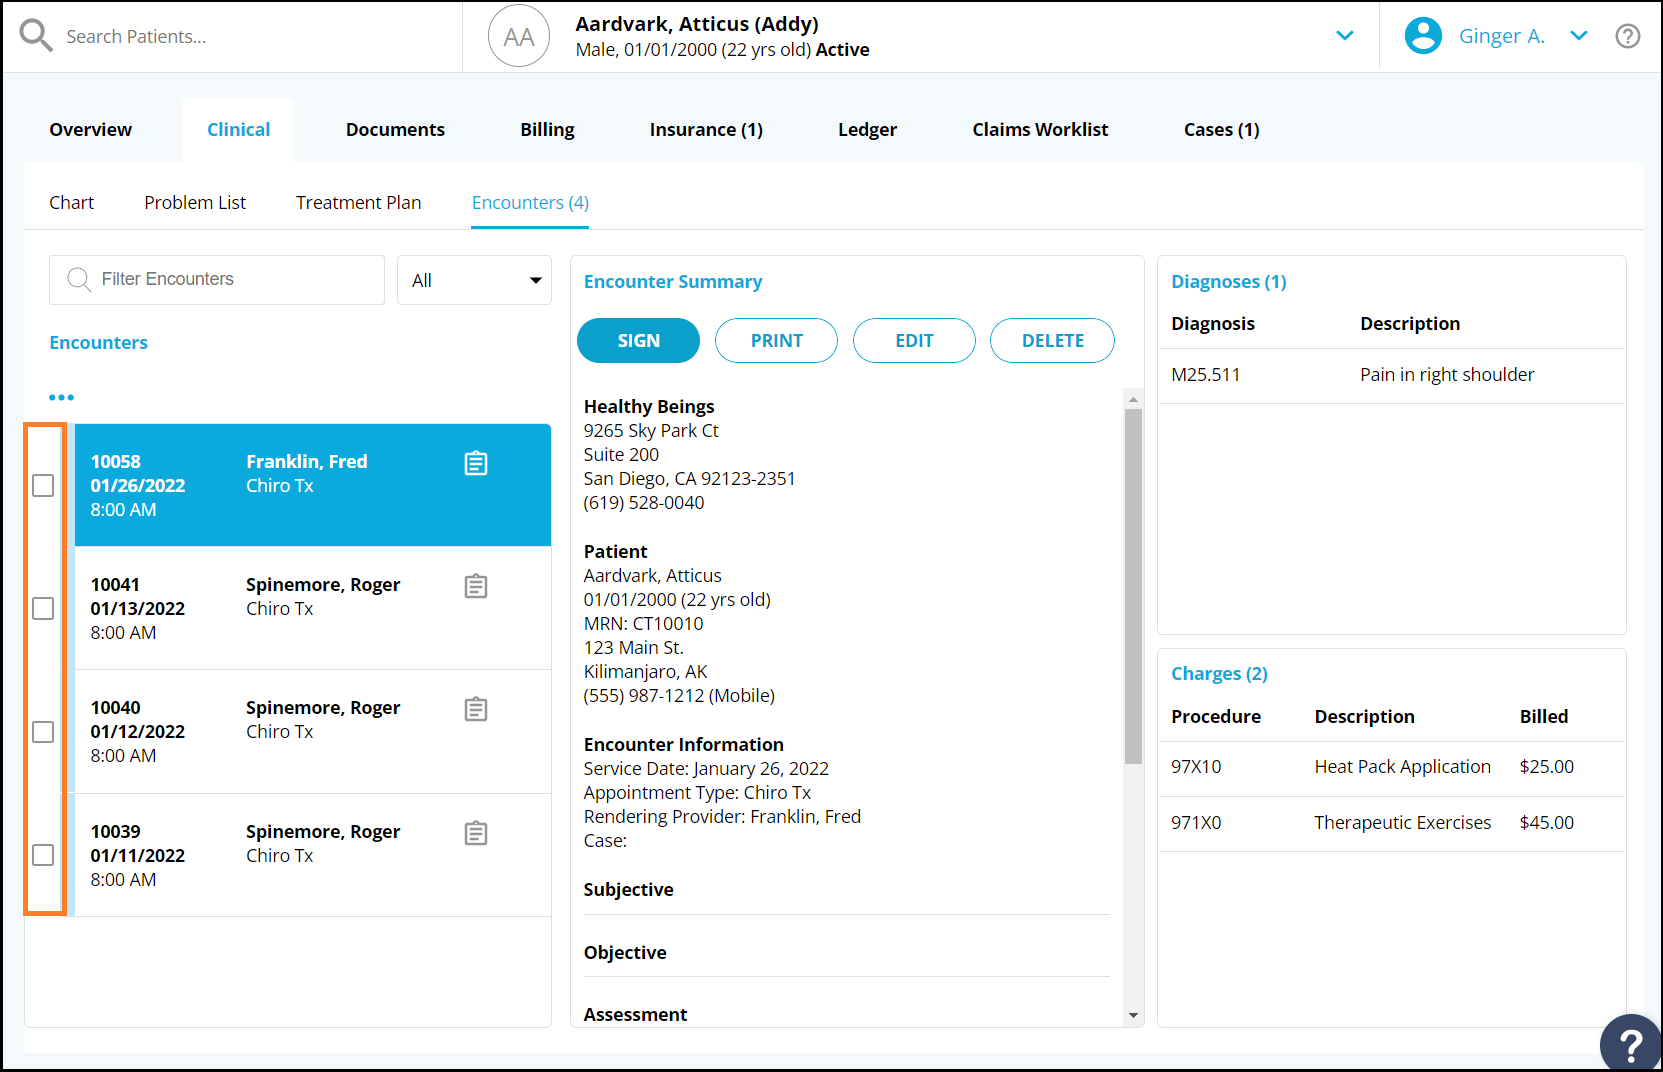 Search Patients...
AA
Aardvark, Atticus (Addy)
Male, 01/01/2000 (22 yrs old) Active
Ginger A.
?
Overview
Clinical
Documents
Billing
Insurance (1)
Ledger
Claims Worklist
Cases (1)
Chart
Problem List
Treatment Plan
Encounters (4)
Filter Encounters
All
Encounters
10058
01/26/2022
8:00 AM
Franklin, Fred
Chiro Tx
10041
01/13/2022
8:00 AM
Spinemore, Roger
Chiro Tx
10040
01/12/2022
8:00 AM
Spinemore, Roger
Chiro Tx
10039
01/11/2022
8:00 AM
Spinemore, Roger
Chiro Tx
Encounter Summary
SIGN
PRINT
EDIT
DELETE
Healthy Beings
9265 Sky Park Ct
Suite 200
San Diego, CA 92123-2351
(619) 528-0040
Patient
Aardvark, Atticus
01/01/2000 (22 yrs old)
MRN: CT10010
123 Main St.
Kilimanjaro, AK
(555) 987-1212 (Mobile)
Encounter Information
Service Date: January 26, 2022
Appointment Type: Chiro Tx
Rendering Provider: Franklin, Fred
Case:
Subjective
Objective
Assessment
Diagnoses (1)
Diagnosis Description
M25.511 Pain in right shoulder
Charges (2)
Procedure Description Billed
97X10 Heat Pack Application $25.00
971X0 Therapeutic Exercises $45.00
?